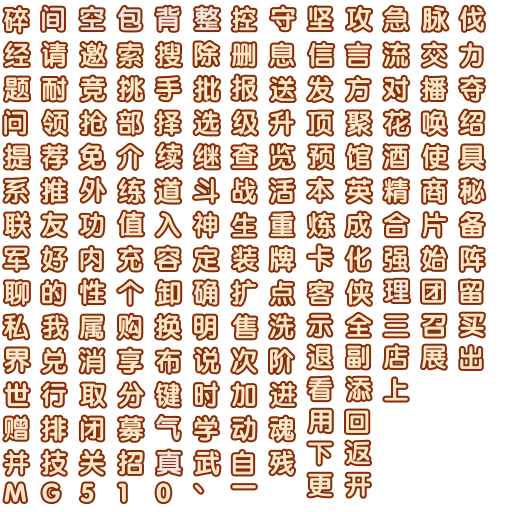 碎间空包背整控守坚攻急脉伐
经请邀索搜除删息信言流交力
题耐竞挑手批报送发方对播夺
问领抢部择选级升顶聚花唤绍
提荐免介续继查览预馆酒使具
系推外练道斗战活本英精商秘
联友功值入神生重炼成合片备
军好内充容定装牌卡化强始阵
聊的性个卸确扩点客侠理团留
私我属购换明售洗示全三召买
界兑消享布说次阶退副店展出
世行取分键时加进看添上
赠排闭募气学动魂用回
并技关招真武自残下返
MG510、一更开